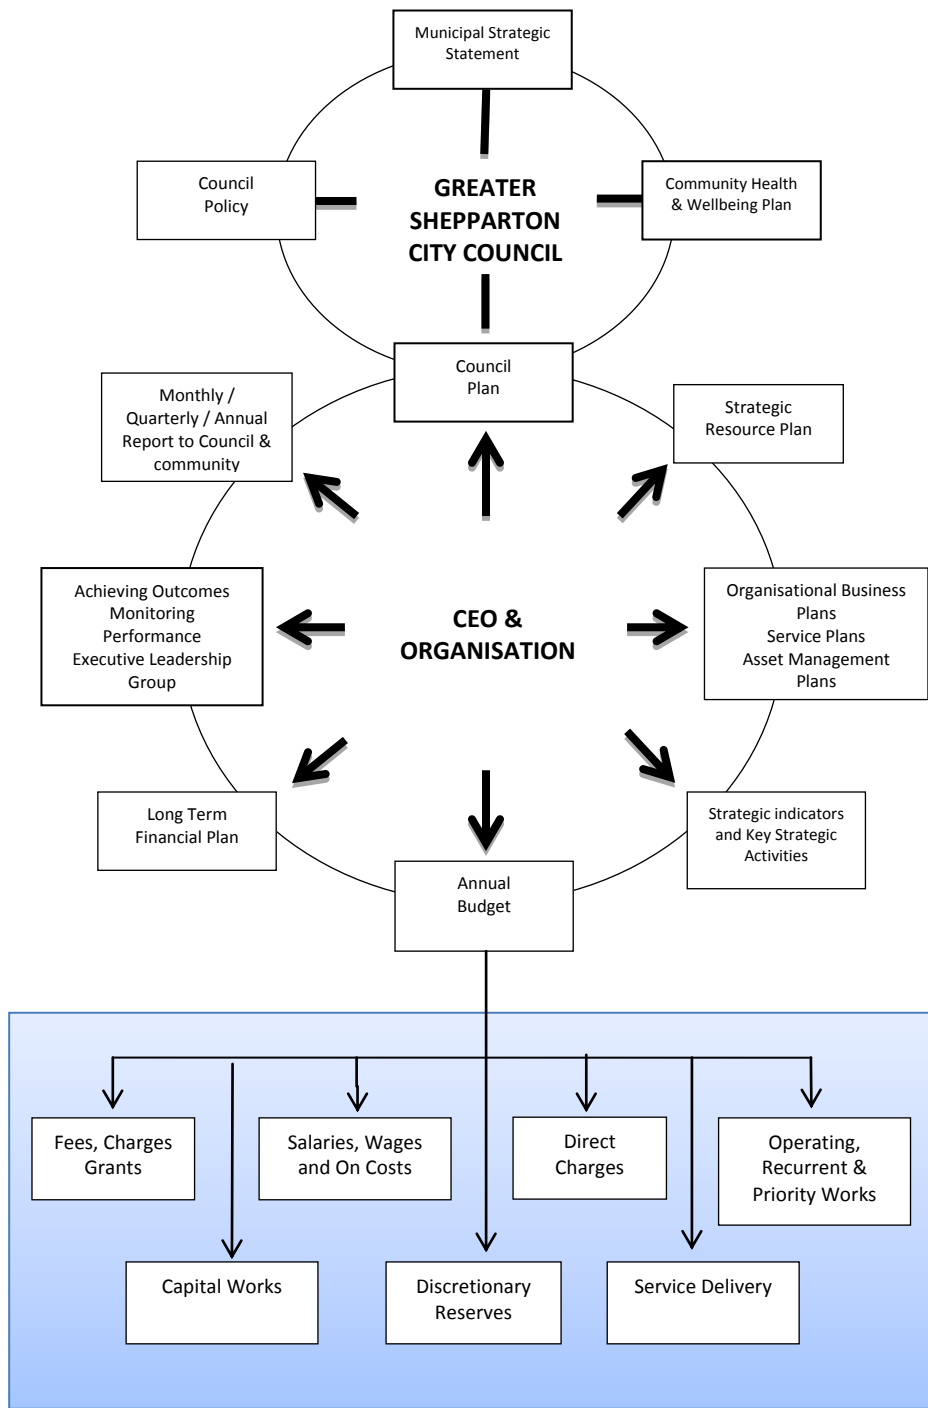 Municipal Strategic
Statement
Council
Policy
GREATER
SHEPPARTON
CITY COUNCIL
Community Health
& Wellbeing Plan
Council
Plan
Monthly /
Quarterly / Annual
Report to Council &
community
Strategic
Resource Plan
Achieving Outcomes
Monitoring
Performance
Executive Leadership
Group
CEO &
ORGANISATION
Organisational Business
Plans
Service Plans
Asset Management
Plans
Long Term
Financial Plan
Strategic indicators
and Key Strategic
Activities
Annual
Budget
Fees, Charges
Grants
Salaries, Wages
and On Costs
Direct
Charges
Operating,
Recurrent &
Priority Works
Capital Works
Discretionary
Reserves
Service Delivery